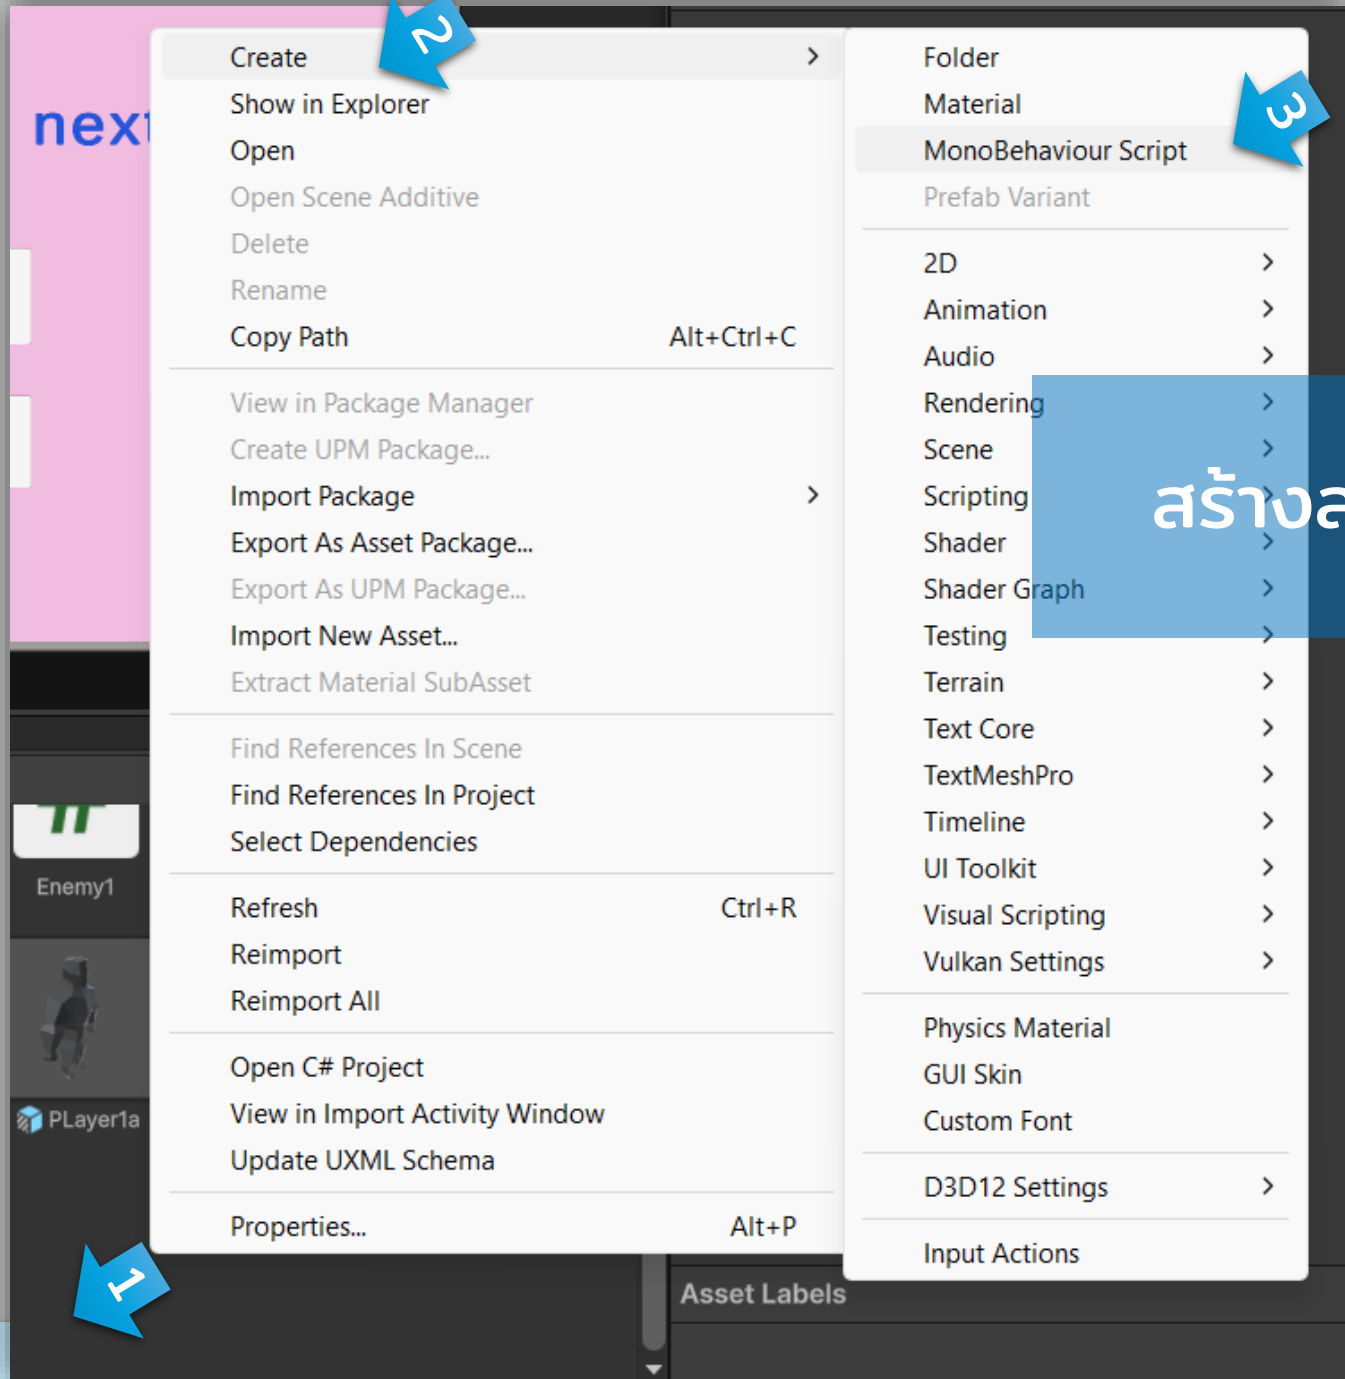 next
2
3
Create
Show in Explorer
Open
Open Scene Additive
Delete
Rename
Copy Path Alt+Ctrl+C
View in Package Manager
Create UPM Package...
Import Package
Export As Asset Package...
Export As UPM Package...
Import New Asset...
Extract Material SubAsset
Find References In Scene
Find References In Project
Select Dependencies
Refresh Ctrl+R
Reimport
Reimport All
Open C# Project
View in Import Activity Window
Update UXML Schema
Properties... Alt+P
Folder
Material
MonoBehaviour Script
Prefab Variant
2D
Animation
Audio
Rendering
Scene
Scripting
Shader
Shader Graph
Testing
Terrain
Text Core
TextMeshPro
Timeline
UI Toolkit
Visual Scripting
Vulkan Settings
Physics Material
GUI Skin
Custom Font
D3D12 Settings
Input Actions
สร้าง
Enemy1
PLayer1a
1
Asset Labels